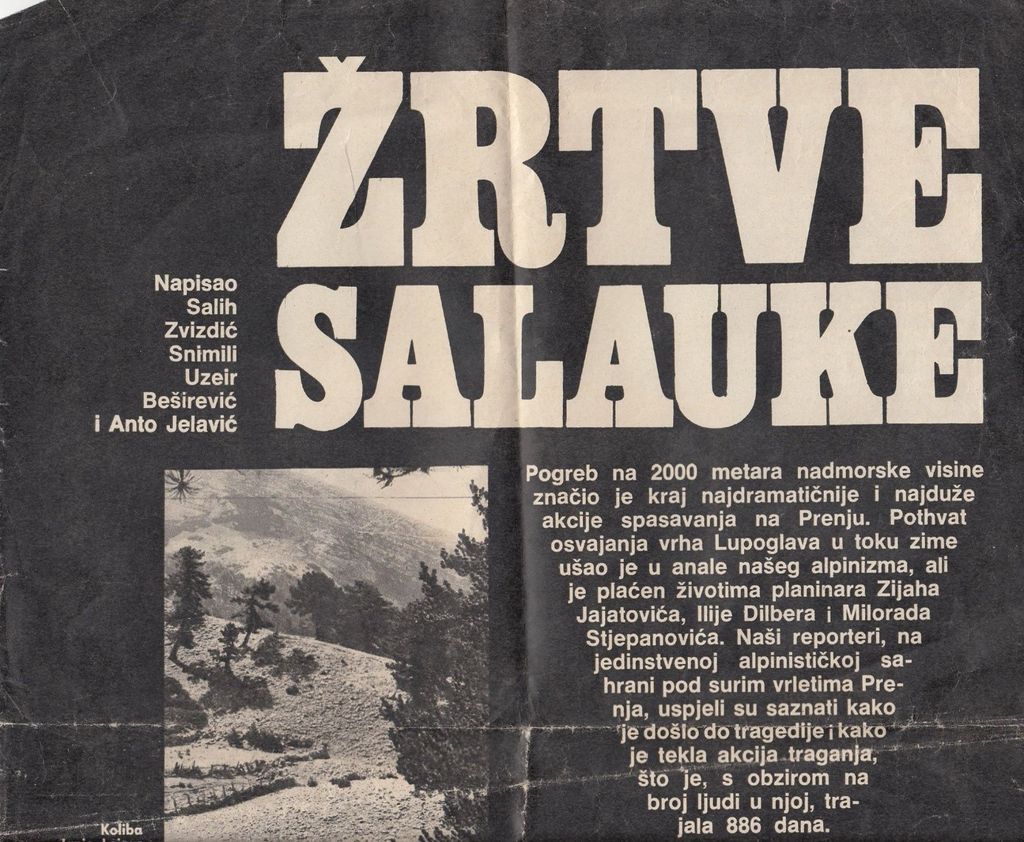 ŽRTVE
SALAUKE
Napisao
Salih
Zvizdić
Snimili
Uzeir
Beširević
i Anto Jelavić
Pogreb na 2000 metara nadmorske visine
značio je kraj najdramatičnije i najduže
akcije spasavanja na Prenju. Pothvat
osvajanja vrha Lupoglava u toku zime
ušao je u anale našeg alpinizma, ali
je plaćen životima planinara Zijaha
Jajatovića, Ilije Dilbera i Milorada
Stjepanovića. Naši reporteri, na
jedinstvenoj alpinističkoj sa-
hrani pod surim vrletima Pre-
nja, uspjeli su saznati kako
je došlo do tragedije i kako
je tekla akcija traganja,
što je, s obzirom na
broj ljudi u njoj, tra-
jala 886 dana.
Koliba